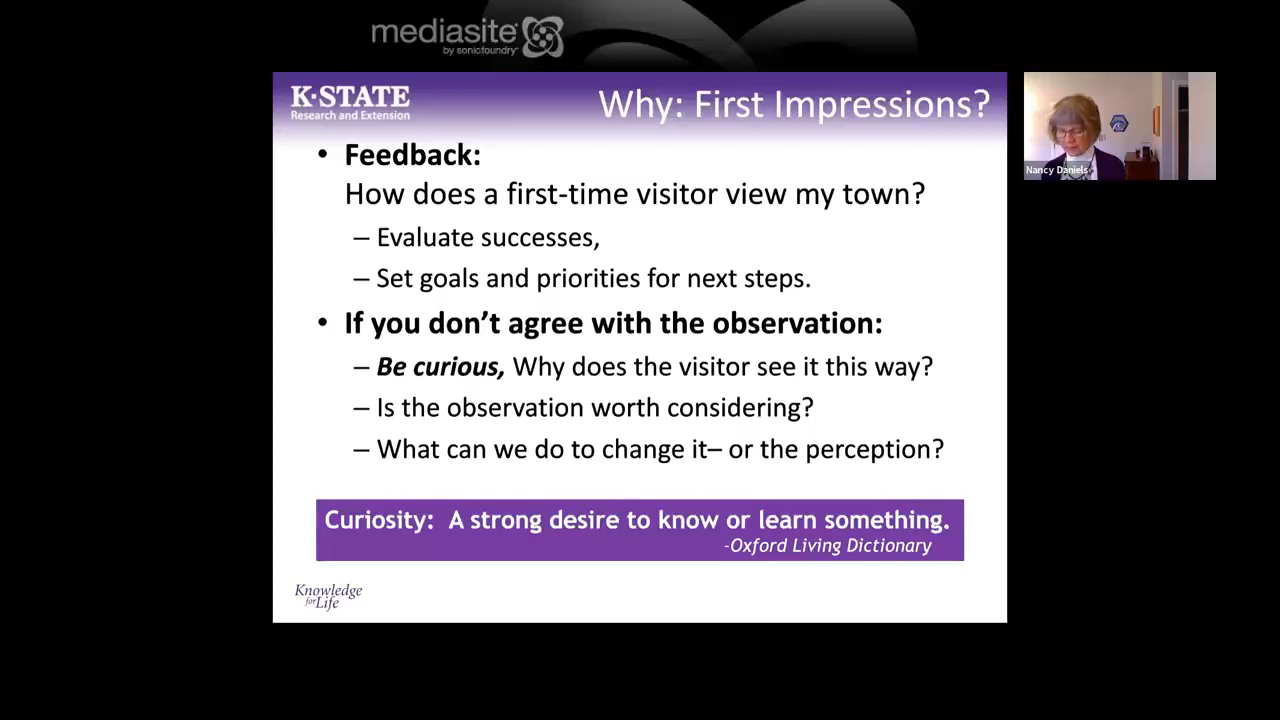 mediasite
by sonicfoundry
K-STATE
Research and Extension
Why: First Impressions?
• Feedback:
How does a first-time visitor view my town?
– Evaluate successes,
– Set goals and priorities for next steps.
• If you don’t agree with the observation:
– Be curious, Why does the visitor see it this way?
– Is the observation worth considering?
– What can we do to change it– or the perception?
Curiosity:  A strong desire to know or learn something.
-Oxford Living Dictionary
Knowledge
for Life
Nancy Daniels